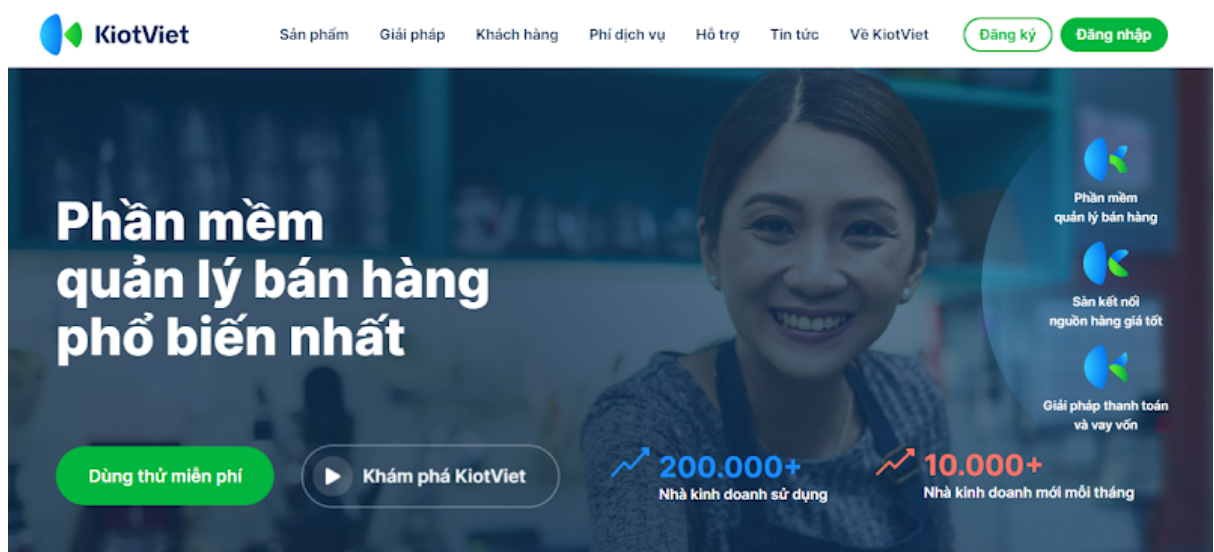 KiotViet
Sản phẩm
Giải pháp
Khách hàng
Phí dịch vụ
Hỗ trợ
Tin tức
Về KiotViet
Đăng ký
Đăng nhập
Phần mềm
quản lý bán hàng
phổ biến nhất
Dùng thử miễn phí
Khám phá KiotViet
200.000+
Nhà kinh doanh sử dụng
10.000+
Nhà kinh doanh mới mỗi tháng
Phần mềm
quản lý bán hàng
Sàn kết nối
nguồn hàng giá tốt
Giải pháp thanh toán
và vay vốn